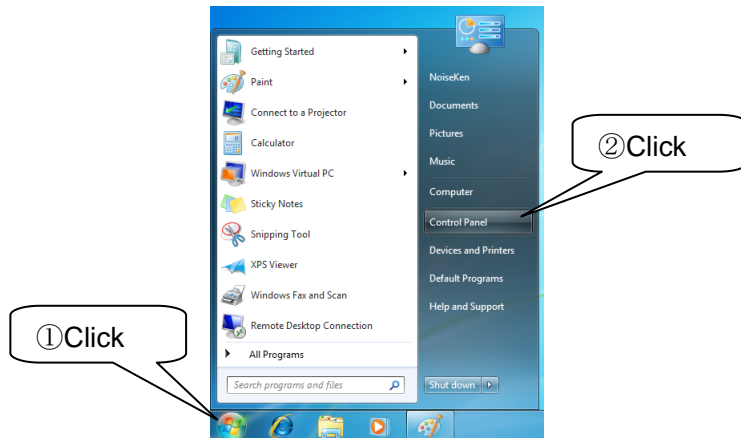 Getting Started
Paint
Connect to a Projector
Calculator
Windows Virtual PC
Sticky Notes
Snipping Tool
XPS Viewer
Windows Fax and Scan
Remote Desktop Connection
All Programs
Search programs and files
NoiseKen
Documents
Pictures
Music
Computer
Control Panel
Devices and Printers
Default Programs
Help and Support
Shut down
①Click
②Click